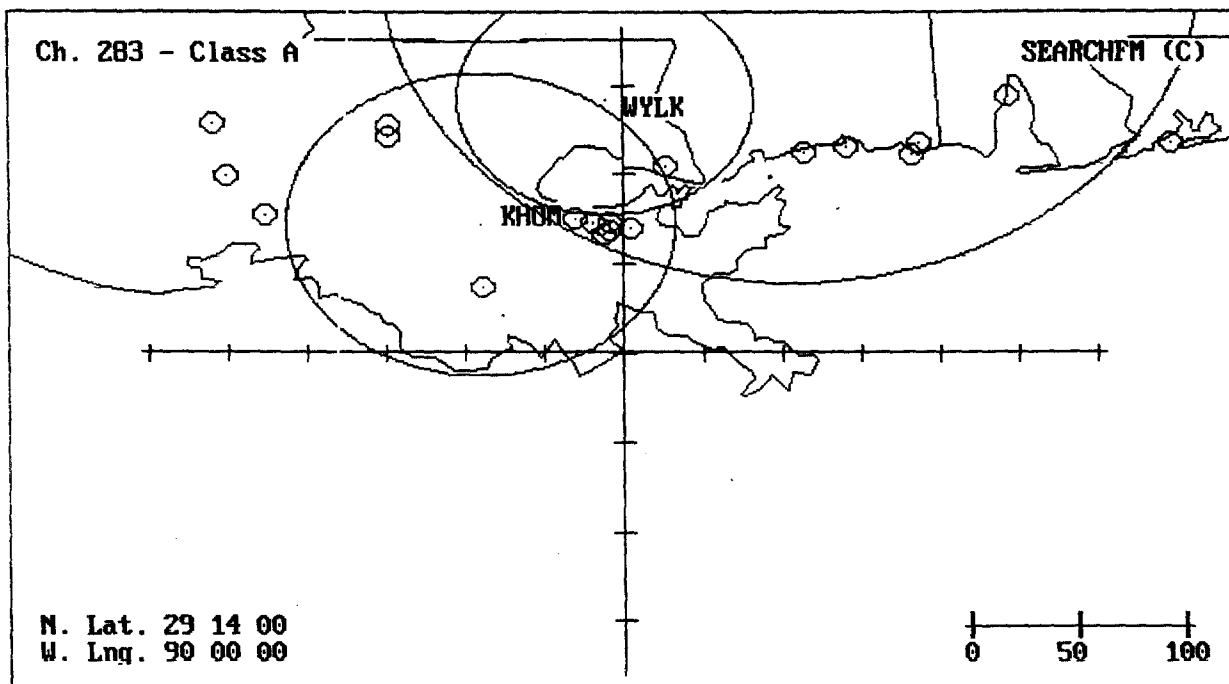 Ch. 283 - Class A
SEARCHFM (C)
WYLK
KHOM
N. Lat. 29 14 00
W. Lng. 90 00 00
0 50 100